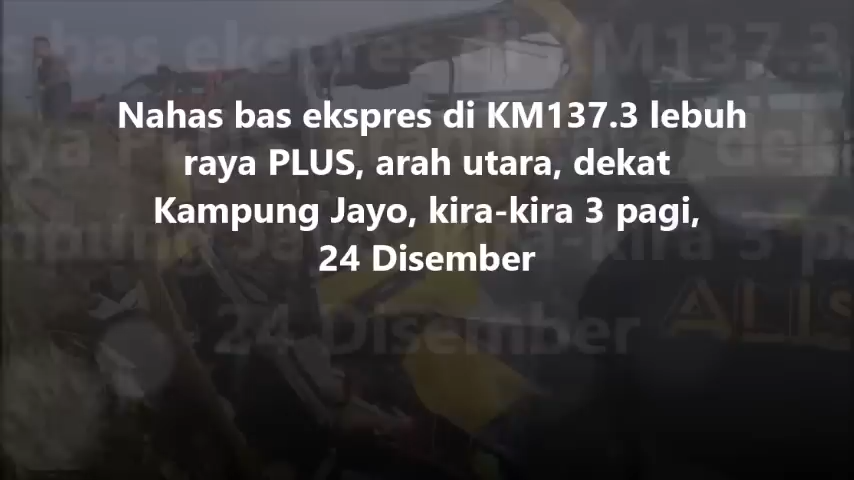 Nahas bas ekspres di KM137.3 lebuh
raya PLUS, arah utara, dekat
Kampung Jayo, kira-kira 3 pagi,
24 Disember